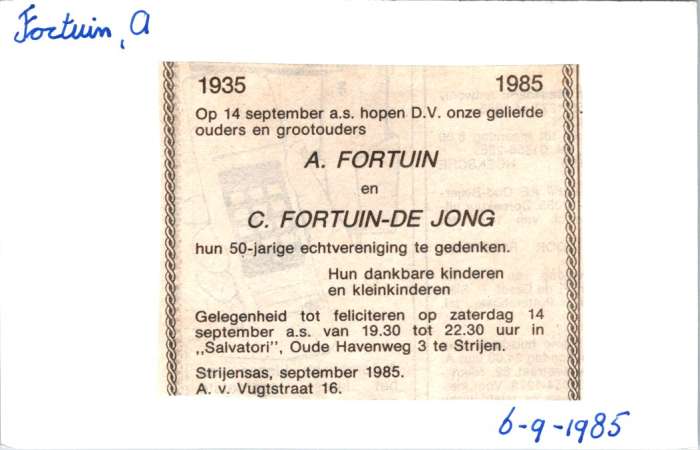 Fortuin, A
1935 1985
Op 14 september a.s. hopen D.V. onze geliefde
ouders en grootouders
A. FORTUIN
en
C. FORTUIN-DE JONG
hun 50-jarige echtvereniging te gedenken.
Hun dankbare kinderen
en kleinkinderen
Gelegenheid tot feliciteren op zaterdag 14
september a.s. van 19.30 tot 22.30 uur in
„Salvatori", Oude Havenweg 3 te Strijen.
Strijensas, september 1985.
A. v. Vugtstraat 16.
6-9-1985